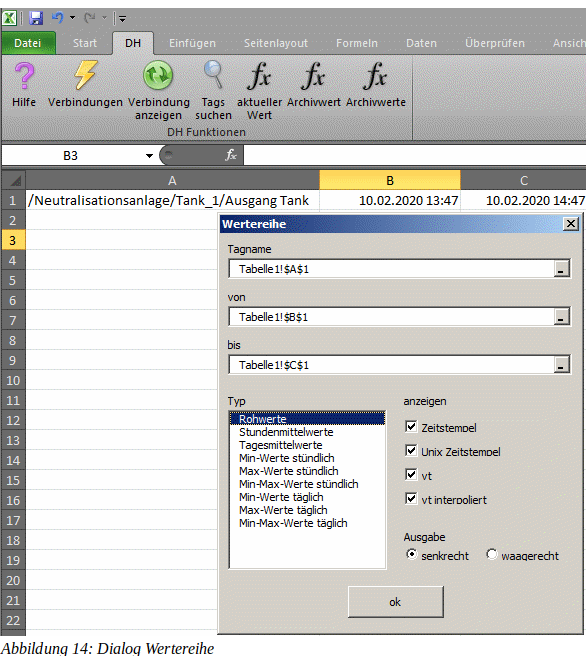 Datei Start DH Einfügen Seitenlayout Formeln Daten Überprüfen Ansich
Hilfe Verbindungen Verbindung anzeigen Tags suchen aktueller Wert Archivwert Archivwerte
DH Funktionen
B3 fx
A B C
1 /Neutralisationsanlage/Tank_1/Ausgang Tank 10.02.2020 13:47 10.02.2020 14:47
2
3
4
5
6
7
8
9
10
11
12
13
14
15
16
17
18
19
20
21
22
Wertereihe
Tagname
Tabelle1!$A$1
von
Tabelle1!$B$1
bis
Tabelle1!$C$1
Typ
Rohwerte
Stundenmittelwerte
Tagesmittelwerte
Min-Werte stündlich
Max-Werte stündlich
Min-Max-Werte stündlich
Min-Werte täglich
Max-Werte täglich
Min-Max-Werte täglich
anzeigen
Zeitstempel
Unix Zeitstempel
vt
vt interpoliert
Ausgabe
senkrecht waagerecht
ok
Abbildung 14: Dialog Wertereihe